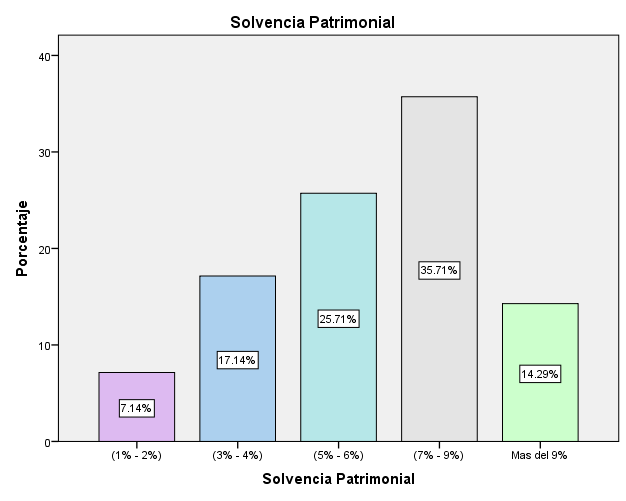 Solvencia Patrimonial
Porcentaje
40
30
20
10
0
7.14%
17.14%
25.71%
35.71%
14.29%
(1% - 2%)
(3% - 4%)
(5% - 6%)
(7% - 9%)
Mas del 9%
Solvencia Patrimonial